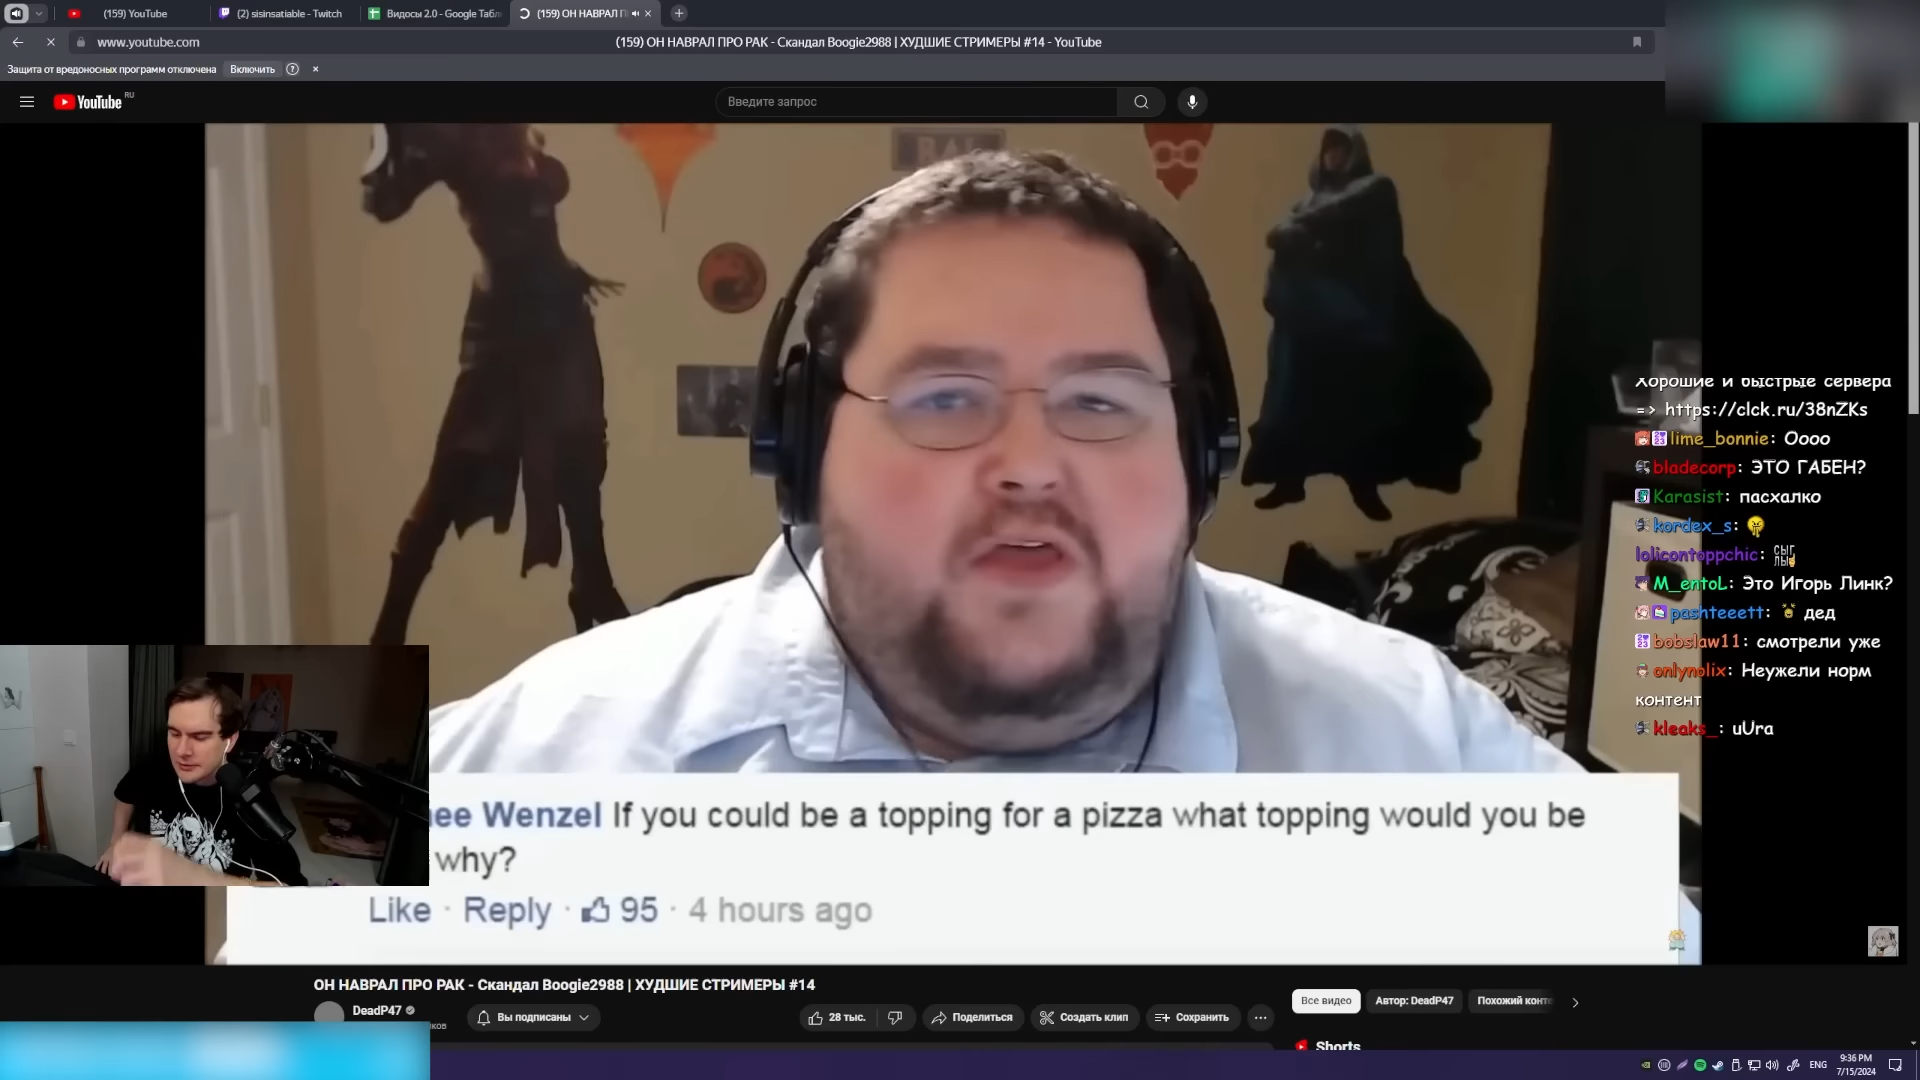 (159) YouTube
(2) sisinsatiable - Twitch
Видосы 2.0 - Google Табл
(159) ОН НАВРАЛ П
www.youtube.com
(159) ОН НАВРАЛ ПРО РАК - Скандал Boogie2988 | ХУДШИЕ СТРИМЕРЫ #14 - YouTube
Защита от вредоносных программ отключена
Включить
YouTube RU
Введите запрос
Хорошие и быстрые сервера
=> https://clck.ru/38nZKs
lime_bonnie: Оооо
bladecorp: ЭТО ГАБЕН?
Karasist: пасхалко
kordex_s:
lolicontoppchic: СЫГ
ЛЫ
M_entoL: Это Игорь Линк?
pashteeett: дед
bobslaw11: смотрели уже
onlynolix: Неужели норм
контент
kleaks_: uUra
ee Wenzel If you could be a topping for a pizza what topping would you be
why?
Like · Reply · 95 · 4 hours ago
ОН НАВРАЛ ПРО РАК - Скандал Boogie2988 | ХУДШИЕ СТРИМЕРЫ #14
DeadP47
ков
Вы подписаны
28 тыс.
Поделиться
Создать клип
Сохранить
Все видео
Автор: DeadP47
Похожий конте
Shorts
ENG
9:36 PM
7/15/2024